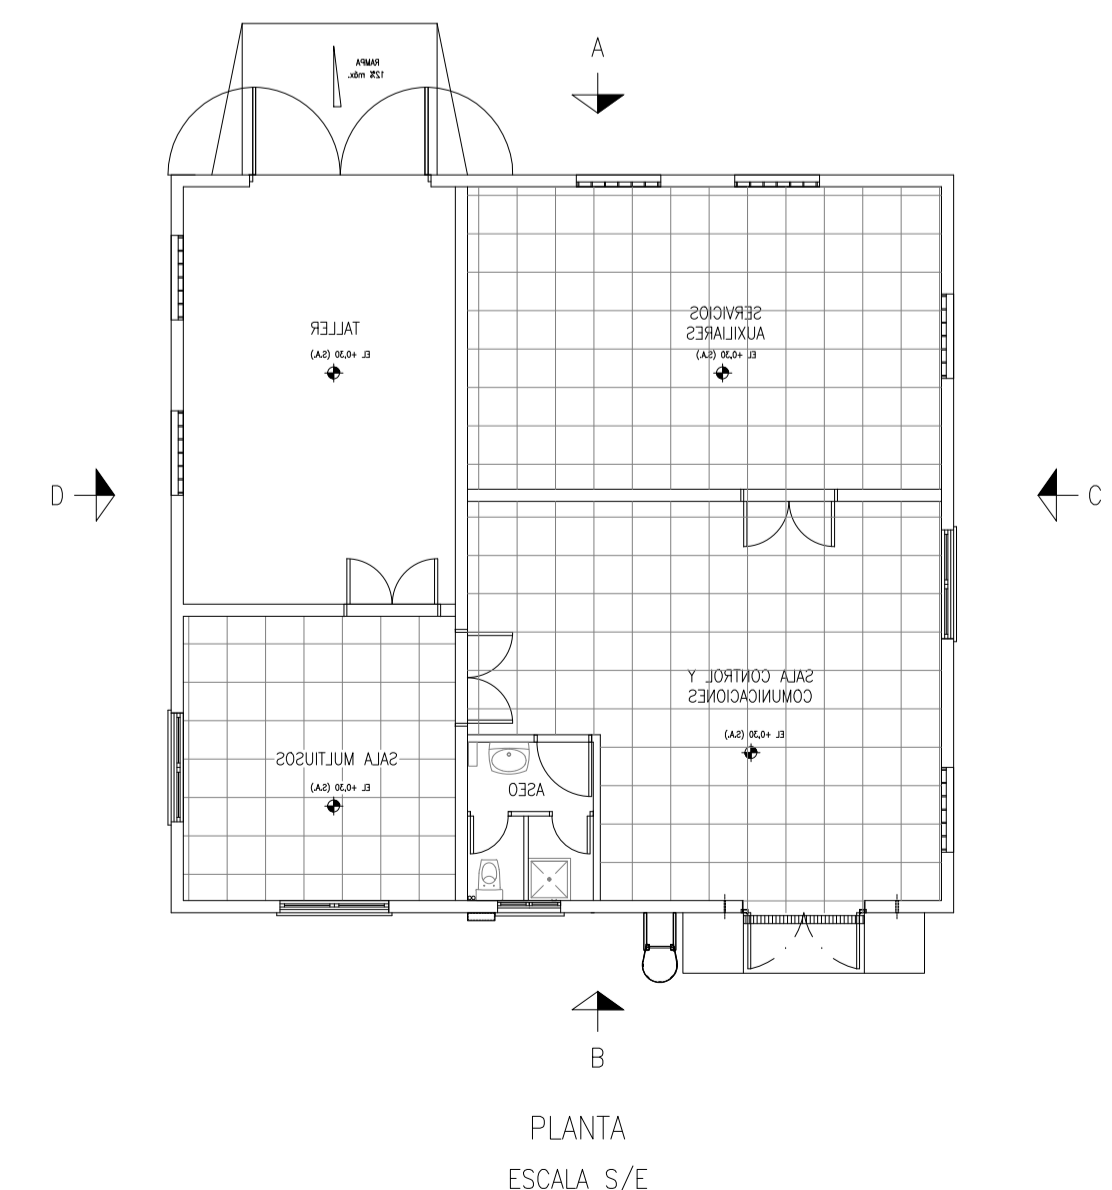 A
RAMPA
12% máx.
TALLER
EL +0,30 (S.A.)
SERVICIOS
AUXILIARES
EL +0,30 (S.A.)
D
C
SALA CONTROL Y
COMUNICACIONES
EL +0,30 (S.A.)
SALA MULTIUSOS
EL +0,30 (S.A.)
ASEO
B
PLANTA
ESCALA S/E